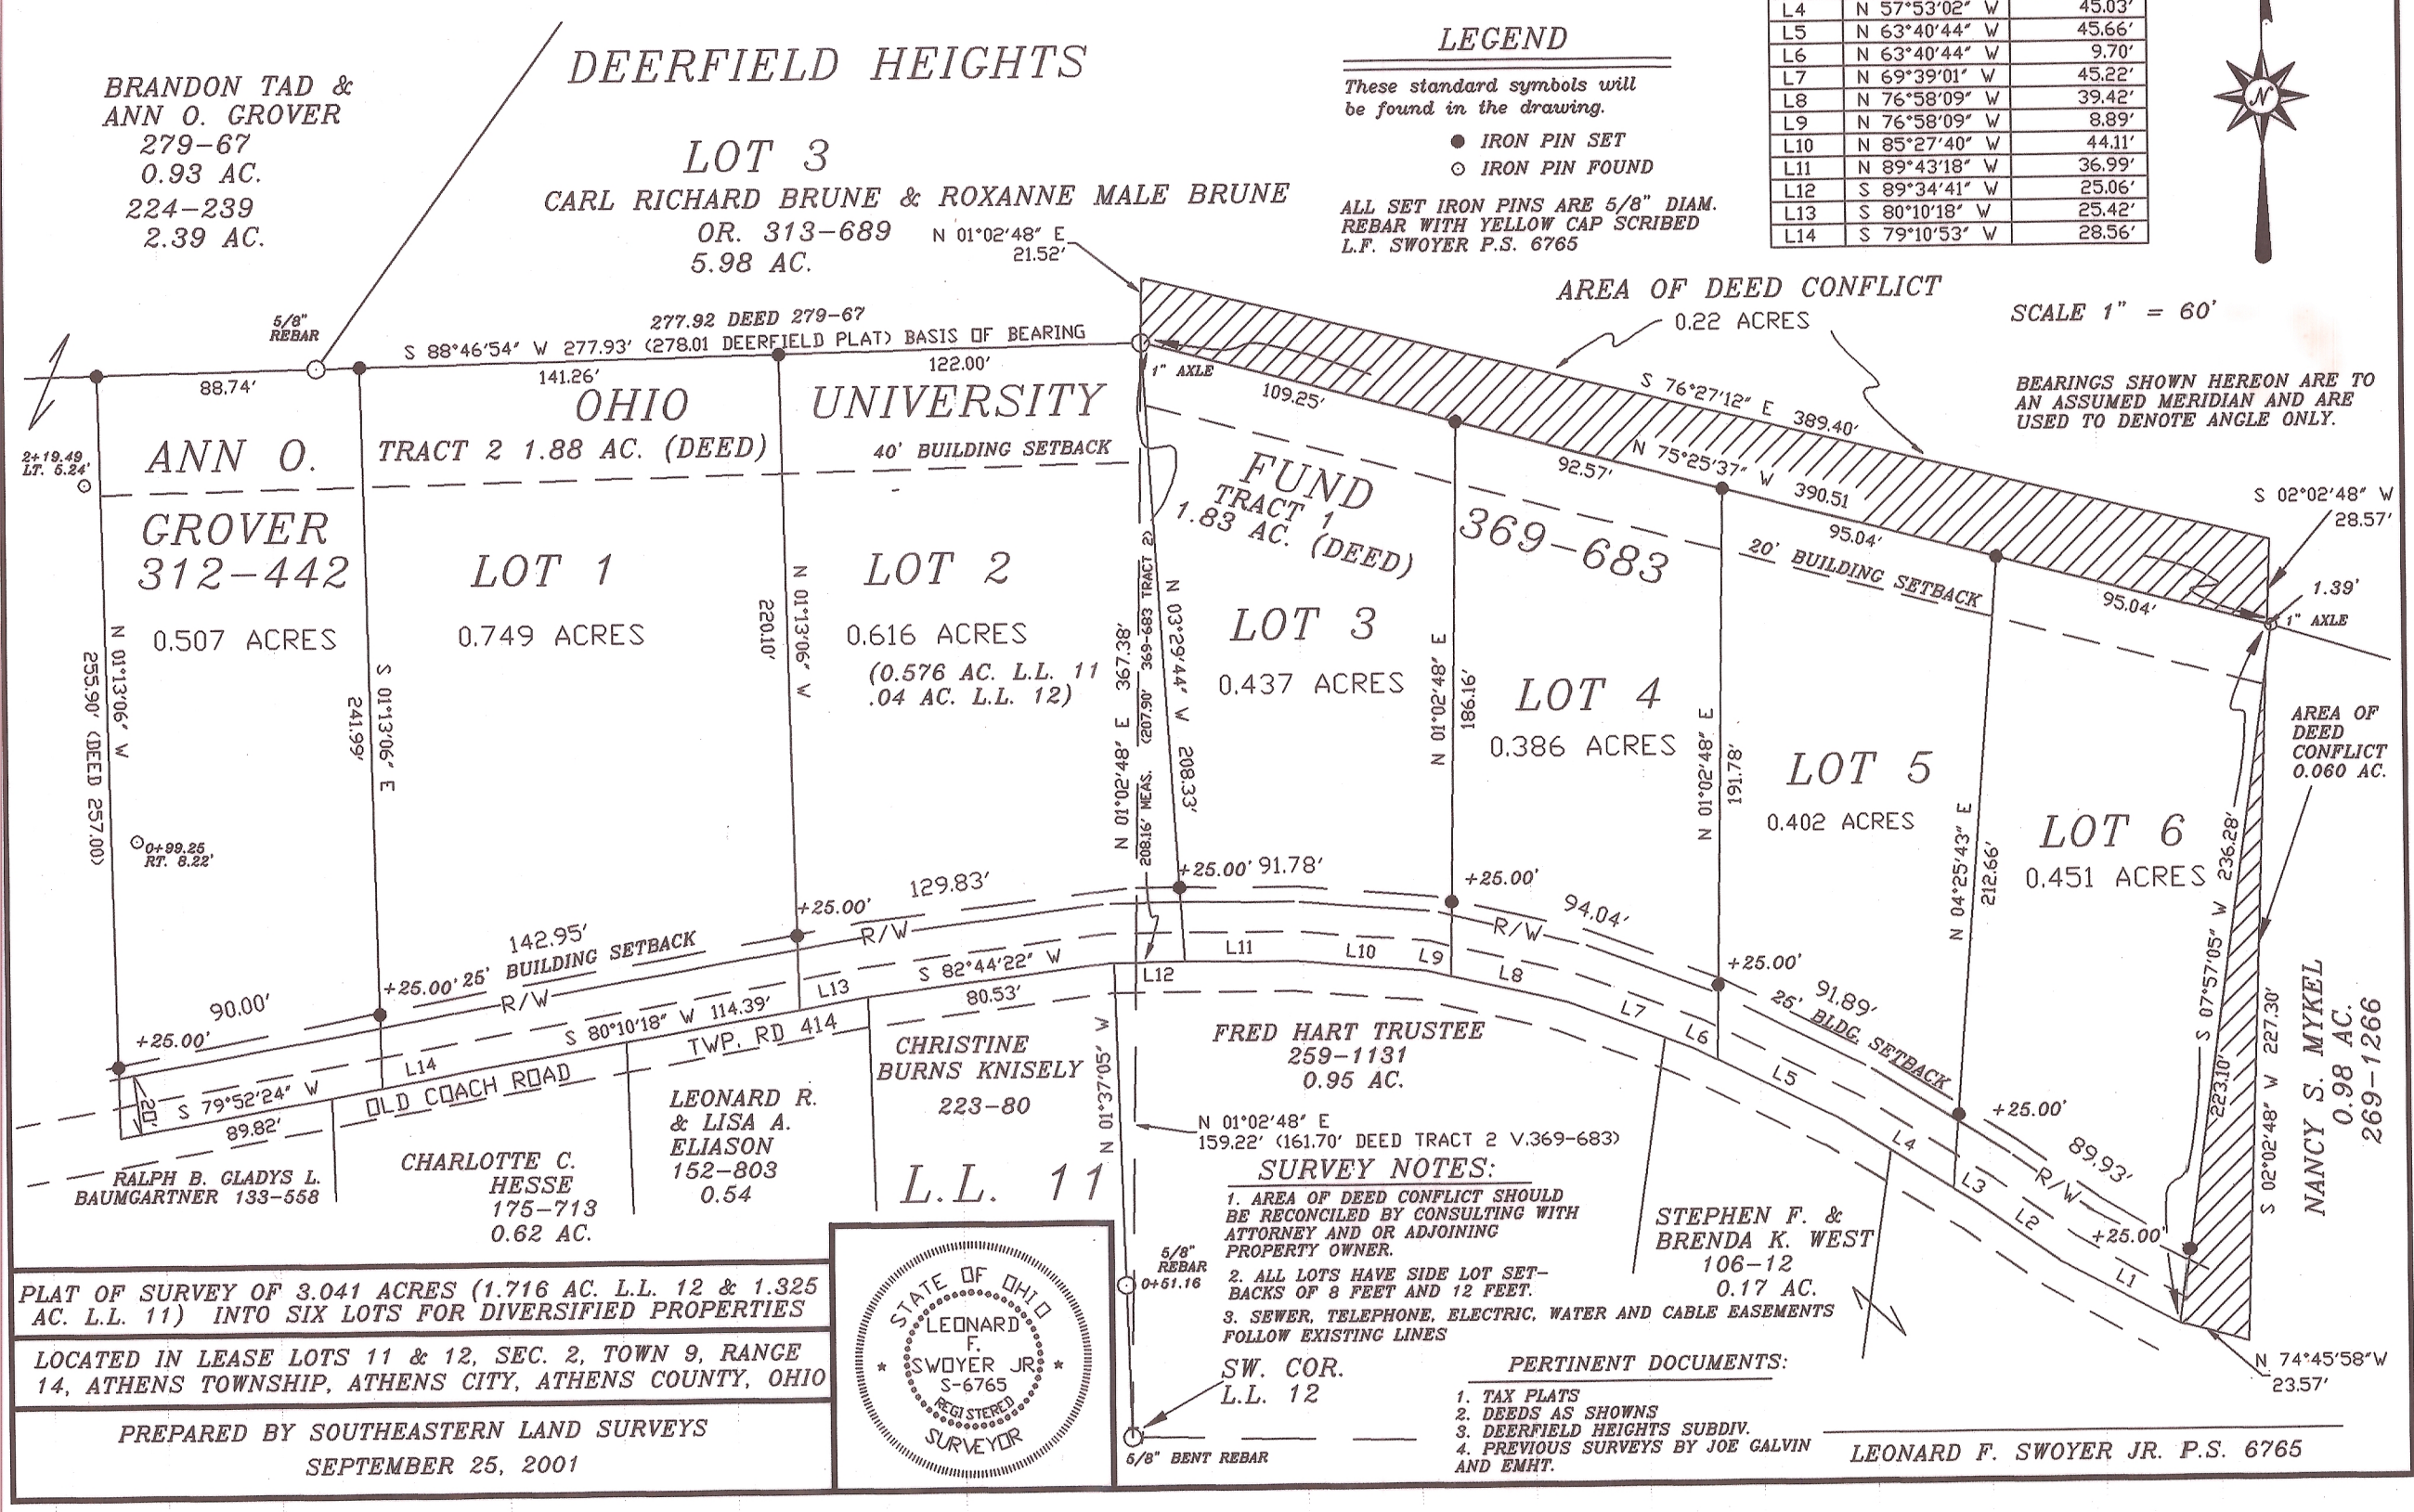 BRANDON TAD &
ANN O. GROVER
279-67
0.93 AC.
224-239
2.39 AC.
DEERFIELD HEIGHTS
LOT 3
CARL RICHARD BRUNE & ROXANNE MALE BRUNE
OR. 313-689
5.98 AC.
N 01°02'48" E
21.52'
LEGEND
These standard symbols will
be found in the drawing.
IRON PIN SET
IRON PIN FOUND
ALL SET IRON PINS ARE 5/8" DIAM.
REBAR WITH YELLOW CAP SCRIBED
L.F. SWOYER P.S. 6765
L4 N 57°53'02" W 45.03'
L5 N 63°40'44" W 45.66'
L6 N 63°40'44" W 9.70'
L7 N 69°39'01" W 45.22'
L8 N 76°58'09" W 39.42'
L9 N 76°58'09" W 8.89'
L10 N 85°27'40" W 44.11'
L11 N 89°43'18" W 36.99'
L12 S 89°34'41" W 25.06'
L13 S 80°10'18" W 25.42'
L14 S 79°10'53" W 28.56'
N
AREA OF DEED CONFLICT
0.22 ACRES
SCALE 1" = 60'
BEARINGS SHOWN HEREON ARE TO
AN ASSUMED MERIDIAN AND ARE
USED TO DENOTE ANGLE ONLY.
5/8"
REBAR
277.92 DEED 279-67
S 88°46'54" W 277.93' (278.01 DEERFIELD PLAT) BASIS OF BEARING
88.74'
141.26'
122.00'
1" AXLE
109.25'
S 76°27'12" E 389.40'
N 75°25'37" W 390.51
92.57'
95.04'
95.04'
S 02°02'48" W
28.57'
1.39'
1" AXLE
2+19.49
LT. 5.24'
ANN O.
GROVER
312-442
0.507 ACRES
OHIO UNIVERSITY
TRACT 2 1.88 AC. (DEED)
40' BUILDING SETBACK
FUND
TRACT 1
1.83 AC. (DEED)
369-683
20' BUILDING SETBACK
LOT 1
0.749 ACRES
LOT 2
0.616 ACRES
(0.576 AC. L.L. 11
.04 AC. L.L. 12)
LOT 3
0.437 ACRES
LOT 4
0.386 ACRES
LOT 5
0.402 ACRES
LOT 6
0.451 ACRES
N 01°13'06" W
255.90' (DEED 257.00)
S 01°13'06" E
241.99'
N 01°13'06" W
220.10'
N 01°02'48" E 367.38'
208.16' MEAS. (207.90' 369-683 TRACT 2)
N 03°29'44" W 208.33'
N 01°02'48" E
186.16'
N 01°02'48" E
191.78'
N 04°25'43" E
212.66'
S 07°57'05" W 236.28'
223.10'
S 02°02'48" W 227.30'
AREA OF
DEED
CONFLICT
0.060 AC.
NANCY S. MYKEL
0.98 AC.
269-1266
0+99.25
RT. 8.22'
+25.00'
90.00'
+25.00'
25' BUILDING SETBACK
142.95'
+25.00'
129.83'
+25.00'
91.78'
+25.00'
94.04'
+25.00'
91.89'
25' BLDG. SETBACK
+25.00'
89.93'
+25.00'
R/W
R/W
R/W
R/W
20'
S 79°52'24" W
89.82'
L14
S 80°10'18" W 114.39'
L13
S 82°44'22" W
80.53'
L12
L11
L10
L9
L8
L7
L6
L5
L4
L3
L2
L1
OLD COACH ROAD
TWP. RD 414
RALPH B. GLADYS L.
BAUMGARTNER 133-558
CHARLOTTE C.
HESSE
175-713
0.62 AC.
LEONARD R.
& LISA A.
ELIASON
152-803
0.54
CHRISTINE
BURNS KNISELY
223-80
L.L. 11
N 01°37'05" W
FRED HART TRUSTEE
259-1131
0.95 AC.
N 01°02'48" E
159.22' (161.70' DEED TRACT 2 V.369-683)
SURVEY NOTES:
1. AREA OF DEED CONFLICT SHOULD
BE RECONCILED BY CONSULTING WITH
ATTORNEY AND OR ADJOINING
PROPERTY OWNER.
2. ALL LOTS HAVE SIDE LOT SET-
BACKS OF 8 FEET AND 12 FEET.
3. SEWER, TELEPHONE, ELECTRIC, WATER AND CABLE EASEMENTS
FOLLOW EXISTING LINES
STEPHEN F. &
BRENDA K. WEST
106-12
0.17 AC.
N 74°45'58"W
23.57'
5/8"
REBAR
0+51.16
SW. COR.
L.L. 12
5/8" BENT REBAR
PERTINENT DOCUMENTS:
1. TAX PLATS
2. DEEDS AS SHOWNS
3. DEERFIELD HEIGHTS SUBDIV.
4. PREVIOUS SURVEYS BY JOE GALVIN
AND EMHT.
LEONARD F. SWOYER JR. P.S. 6765
PLAT OF SURVEY OF 3.041 ACRES (1.716 AC. L.L. 12 & 1.325
AC. L.L. 11) INTO SIX LOTS FOR DIVERSIFIED PROPERTIES
LOCATED IN LEASE LOTS 11 & 12, SEC. 2, TOWN 9, RANGE
14, ATHENS TOWNSHIP, ATHENS CITY, ATHENS COUNTY, OHIO
PREPARED BY SOUTHEASTERN LAND SURVEYS
SEPTEMBER 25, 2001
STATE OF OHIO
LEONARD
F.
SWOYER JR
S-6765
REGISTERED
SURVEYOR